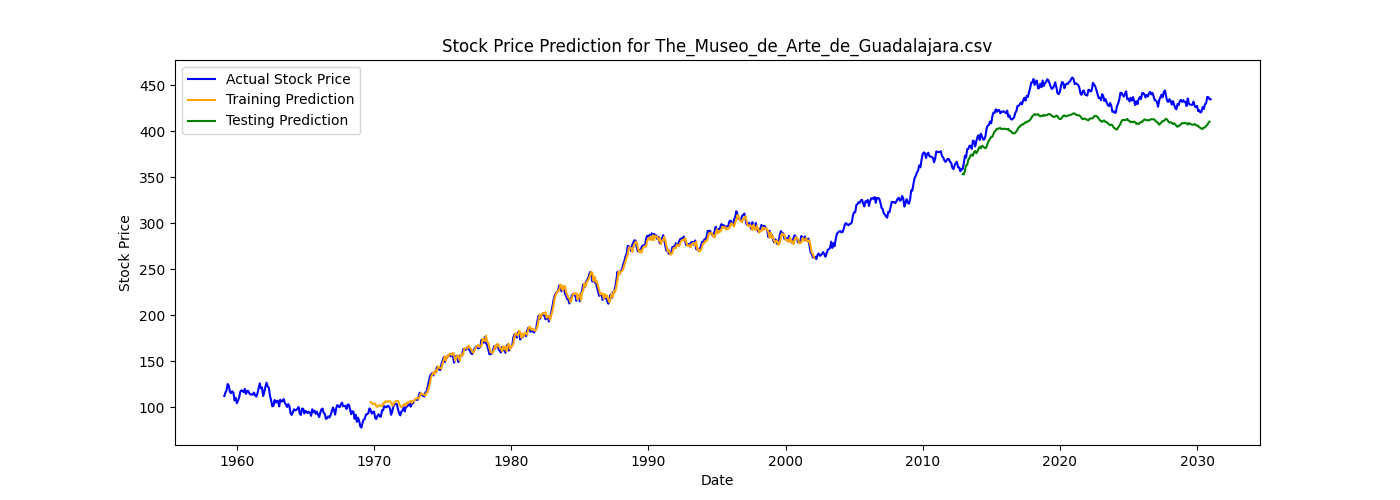 Stock Price Prediction for The_Museo_de_Arte_de_Guadalajara.csv
Actual Stock Price
Training Prediction
Testing Prediction
Stock Price
450
400
350
300
250
200
150
100
1960
1970
1980
1990
2000
2010
2020
2030
Date